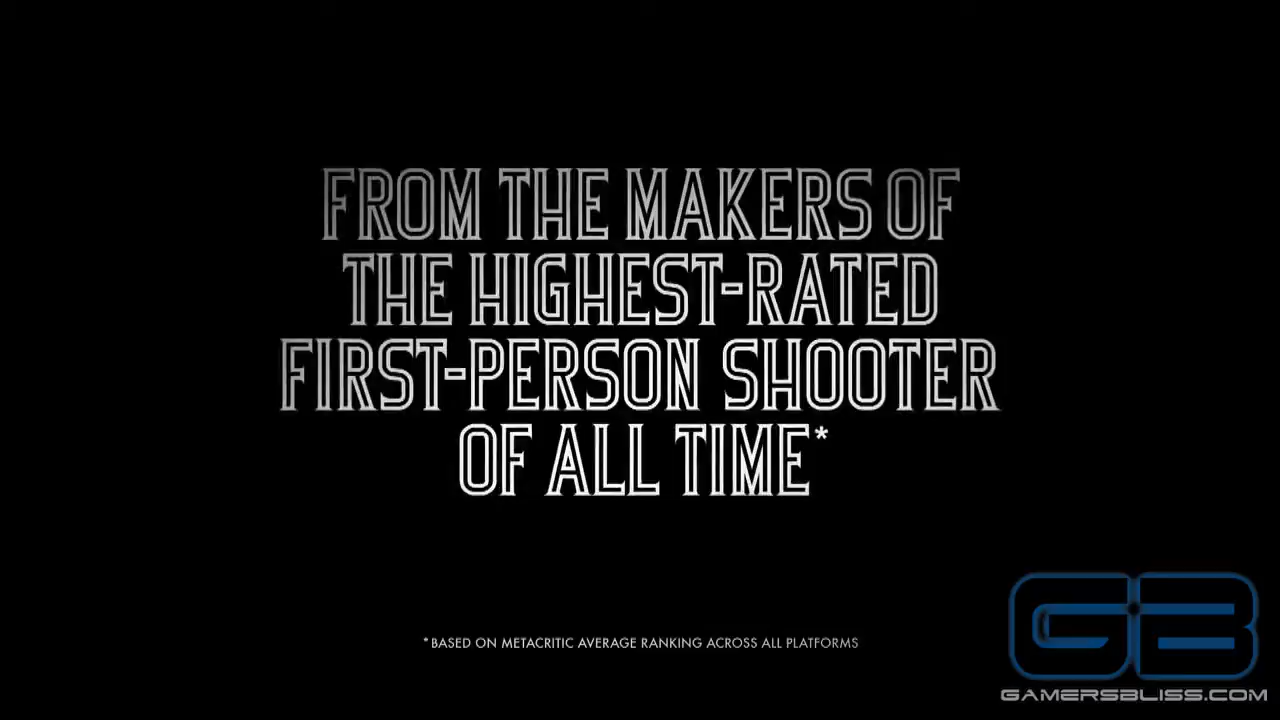 FROM THE MAKERS OF
THE HIGHEST-RATED
FIRST-PERSON SHOOTER
OF ALL TIME*
*BASED ON METACRITIC AVERAGE RANKING ACROSS ALL PLATFORMS
GB
GAMERSBLISS.COM